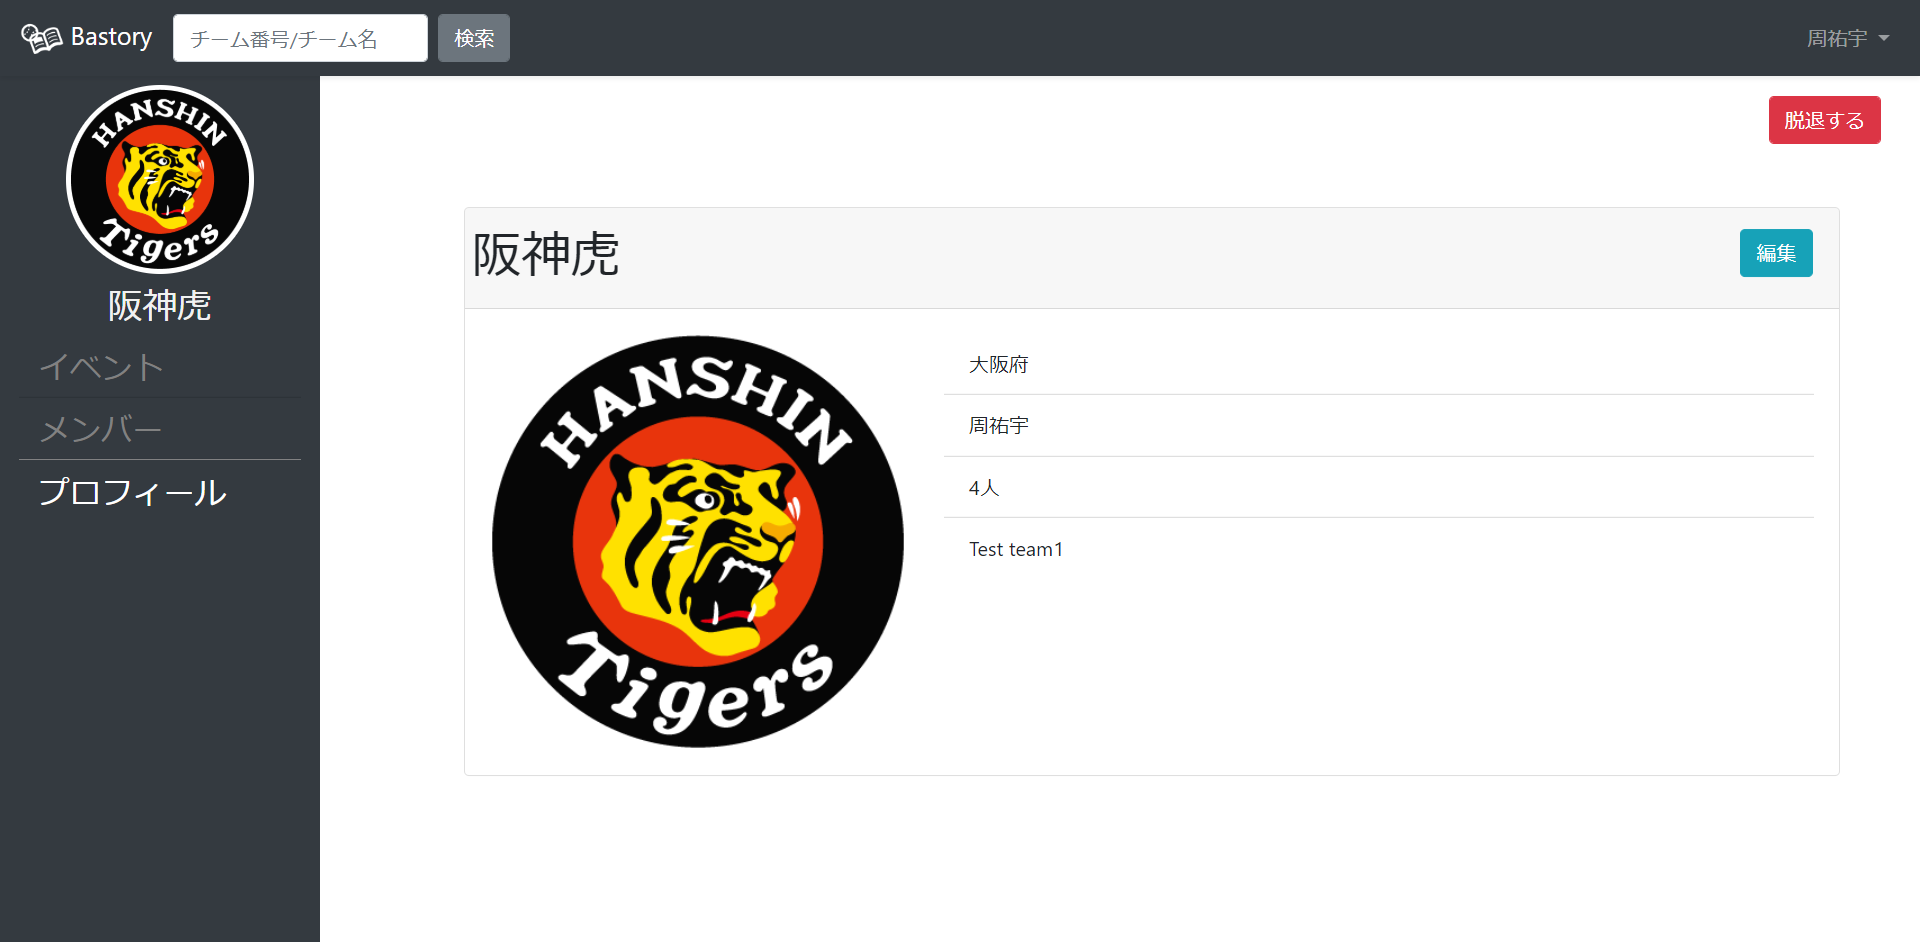 Bastory
チーム番号/チーム名
検索
周祐宇
HANSHIN
Tigers
阪神虎
イベント
メンバー
プロフィール
脱退する
阪神虎
編集
HANSHIN
Tigers
大阪府
周祐宇
4人
Test team1